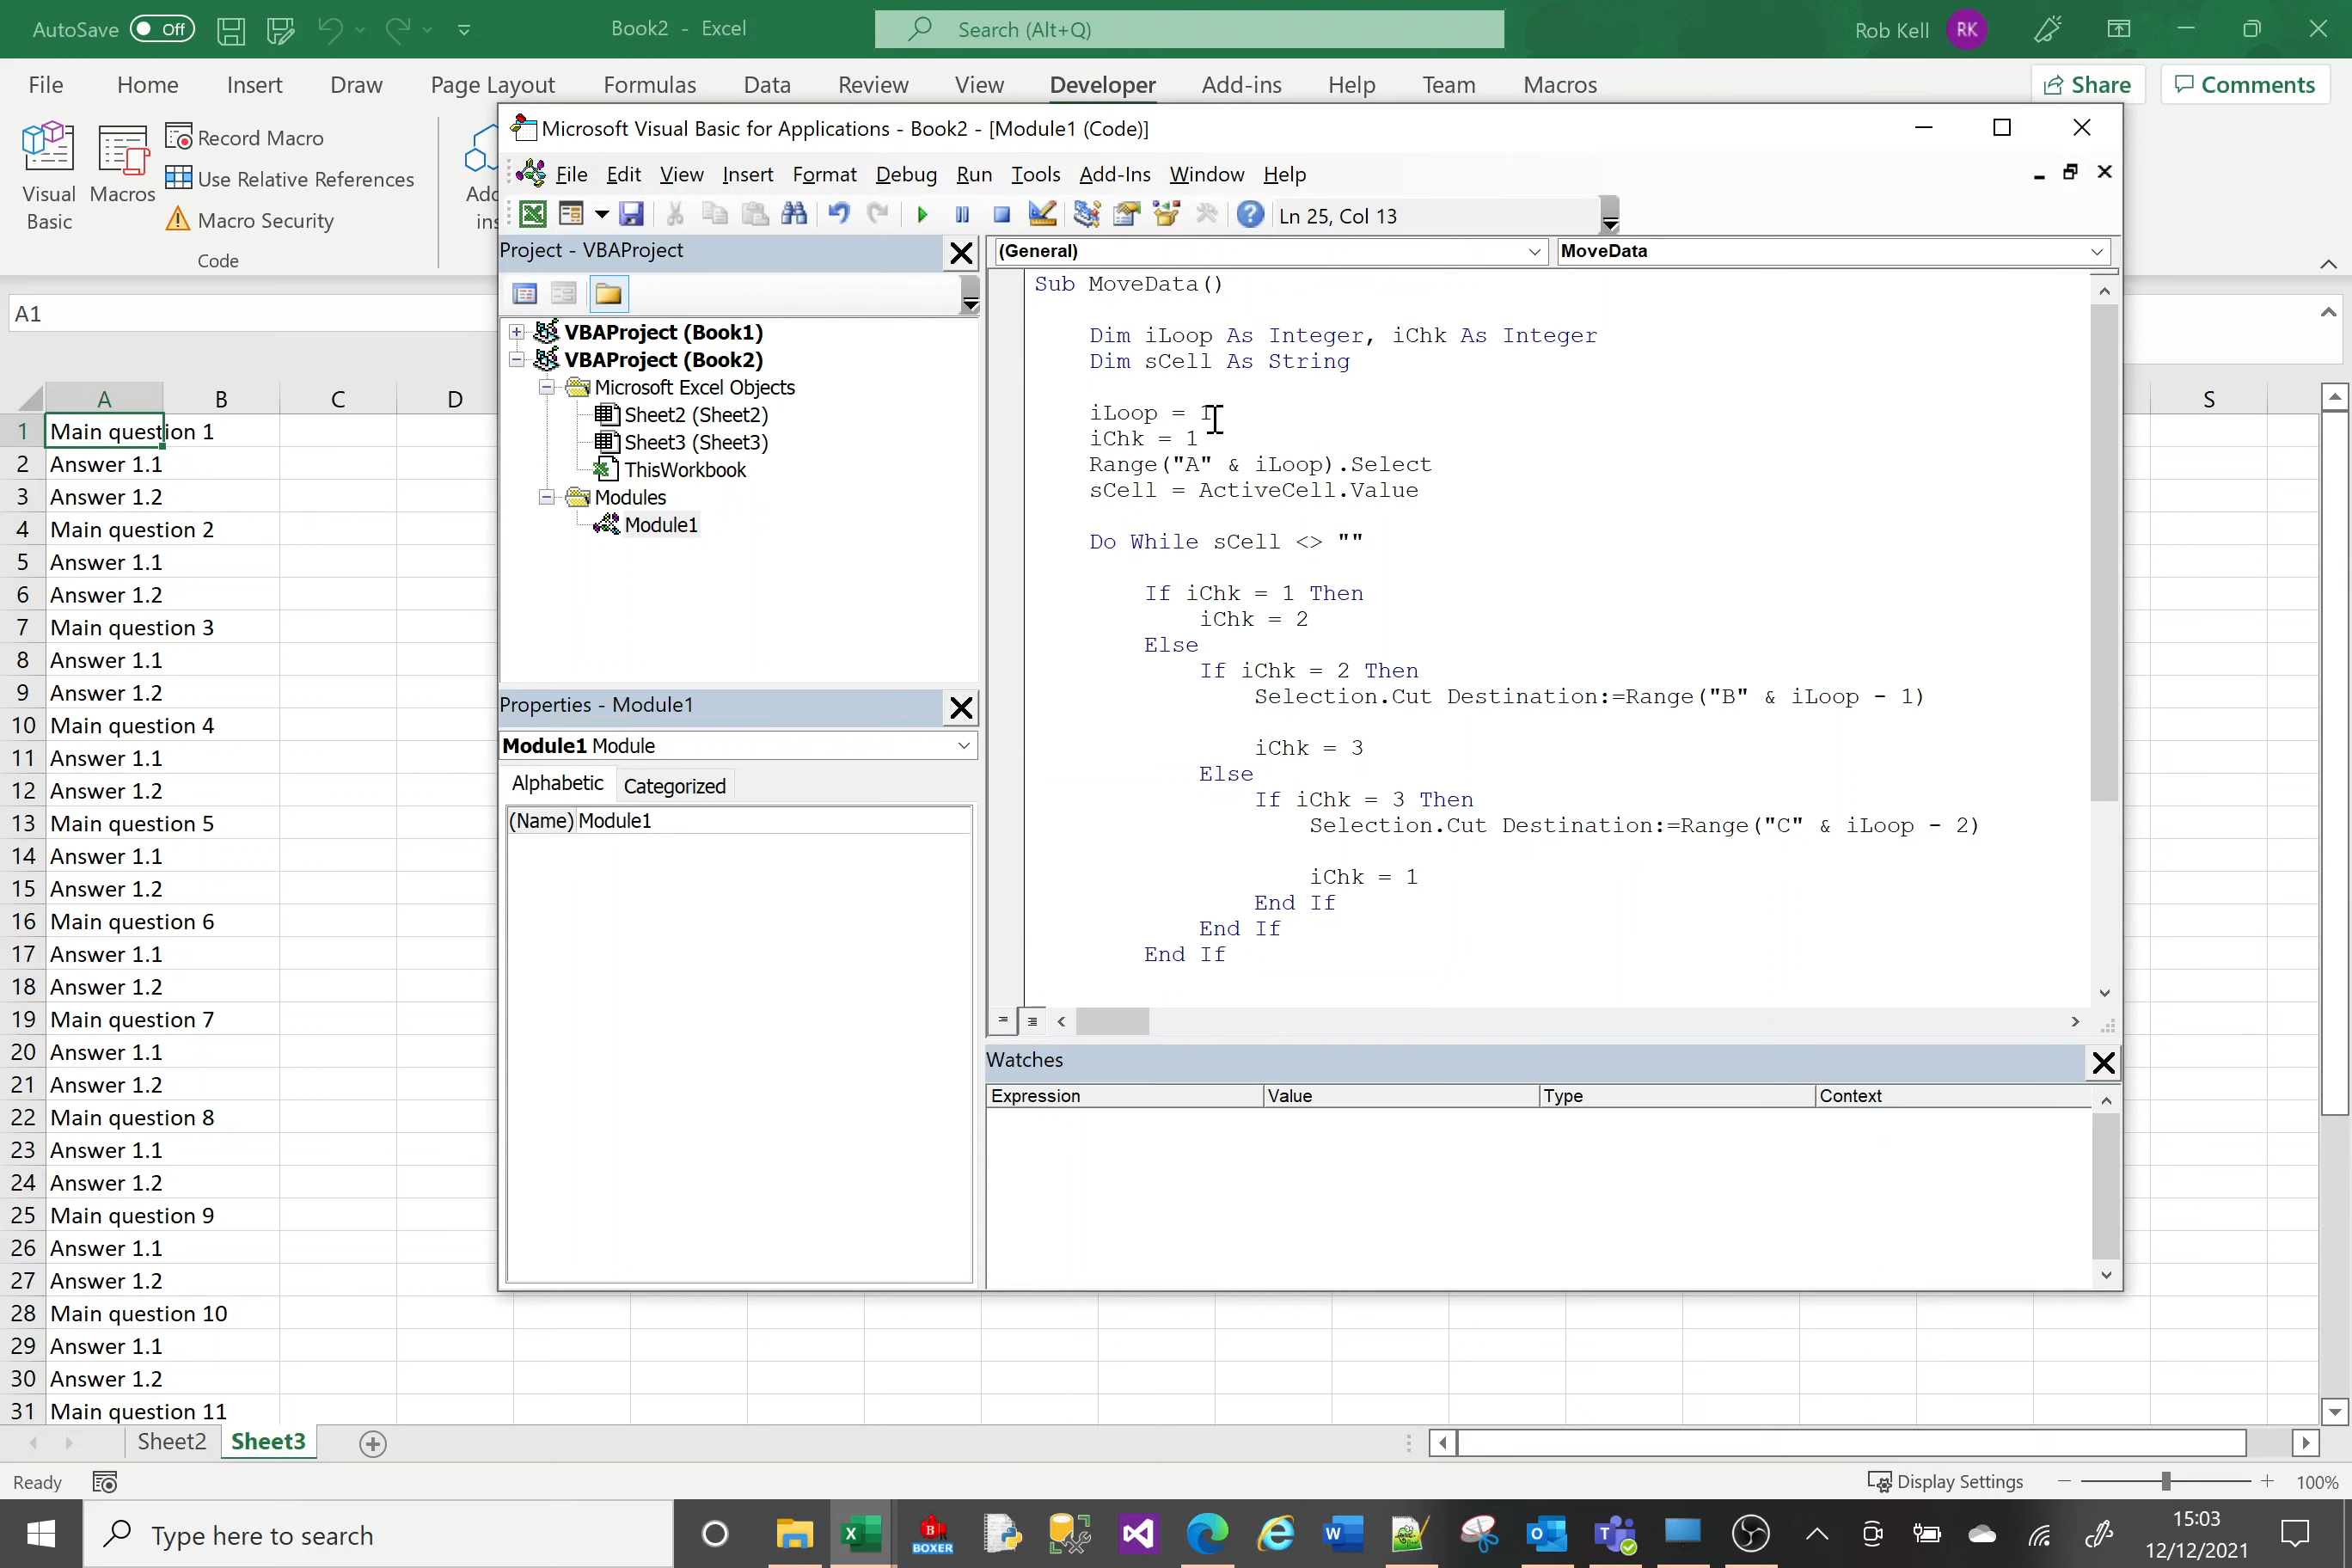 AutoSave Off
Book2 - Excel
Search (Alt+Q)
Rob Kell RK
File Home Insert Draw Page Layout Formulas Data Review View Developer Add-ins Help Team Macros
Share Comments
Visual Basic
Macros
Record Macro
Use Relative References
Macro Security
Code
A1
Microsoft Visual Basic for Applications - Book2 - [Module1 (Code)]
File Edit View Insert Format Debug Run Tools Add-Ins Window Help
Ln 25, Col 13
Project - VBAProject
VBAProject (Book1)
VBAProject (Book2)
Microsoft Excel Objects
Sheet2 (Sheet2)
Sheet3 (Sheet3)
ThisWorkbook
Modules
Module1
Properties - Module1
Module1 Module
Alphabetic Categorized
(Name) Module1
(General) MoveData
Sub MoveData()
Dim iLoop As Integer, iChk As Integer
Dim sCell As String
iLoop = 1
iChk = 1
Range("A" & iLoop).Select
sCell = ActiveCell.Value
Do While sCell <> ""
If iChk = 1 Then
iChk = 2
Else
If iChk = 2 Then
Selection.Cut Destination:=Range("B" & iLoop - 1)
iChk = 3
Else
If iChk = 3 Then
Selection.Cut Destination:=Range("C" & iLoop - 2)
iChk = 1
End If
End If
End If
Watches
Expression Value Type Context
A B C D S
1 Main question 1
2 Answer 1.1
3 Answer 1.2
4 Main question 2
5 Answer 1.1
6 Answer 1.2
7 Main question 3
8 Answer 1.1
9 Answer 1.2
10 Main question 4
11 Answer 1.1
12 Answer 1.2
13 Main question 5
14 Answer 1.1
15 Answer 1.2
16 Main question 6
17 Answer 1.1
18 Answer 1.2
19 Main question 7
20 Answer 1.1
21 Answer 1.2
22 Main question 8
23 Answer 1.1
24 Answer 1.2
25 Main question 9
26 Answer 1.1
27 Answer 1.2
28 Main question 10
29 Answer 1.1
30 Answer 1.2
31 Main question 11
Sheet2 Sheet3
Ready
Display Settings
100%
Type here to search
BOXER
15:03
12/12/2021